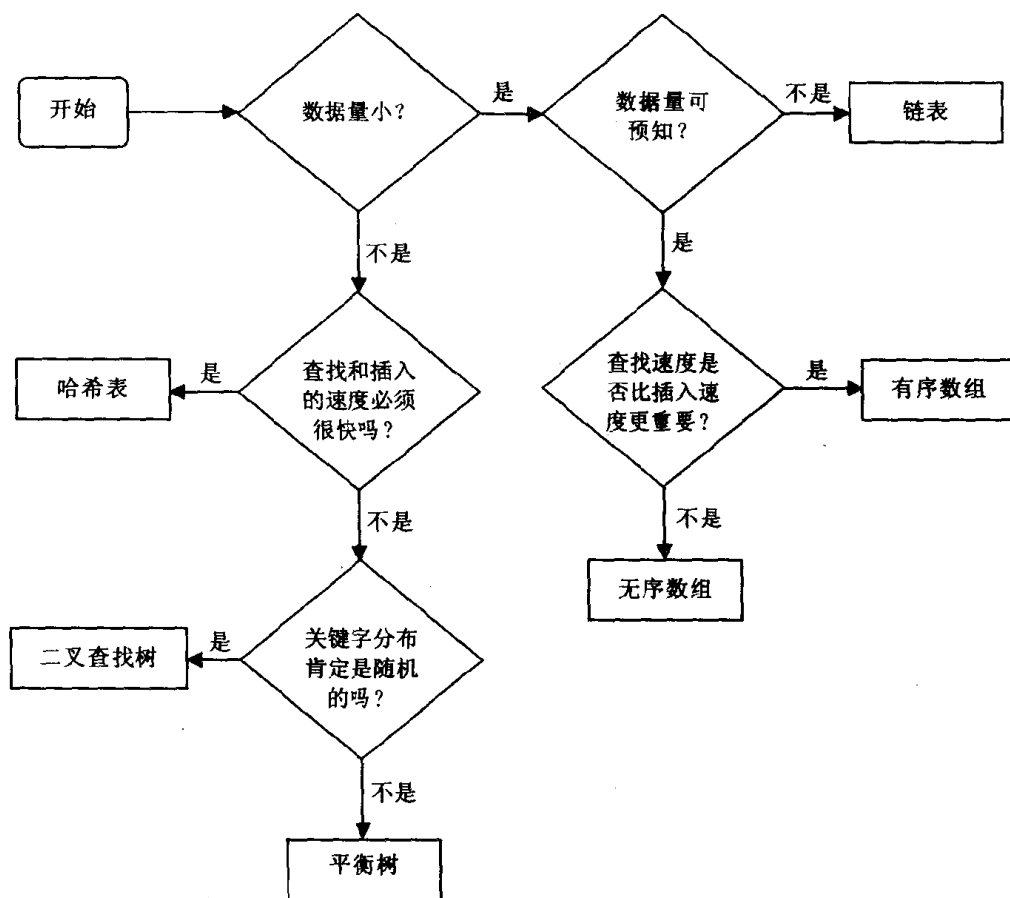 开始
数据量小?
是
数据量可
预知?
不是
链表
不是
是
哈希表
是
查找和插入
的速度必须
很快吗?
查找速度是
否比插入速
度更重要?
是
有序数组
不是
不是
无序数组
二叉查找树
是
关键字分布
肯定是随机
的吗?
不是
平衡树